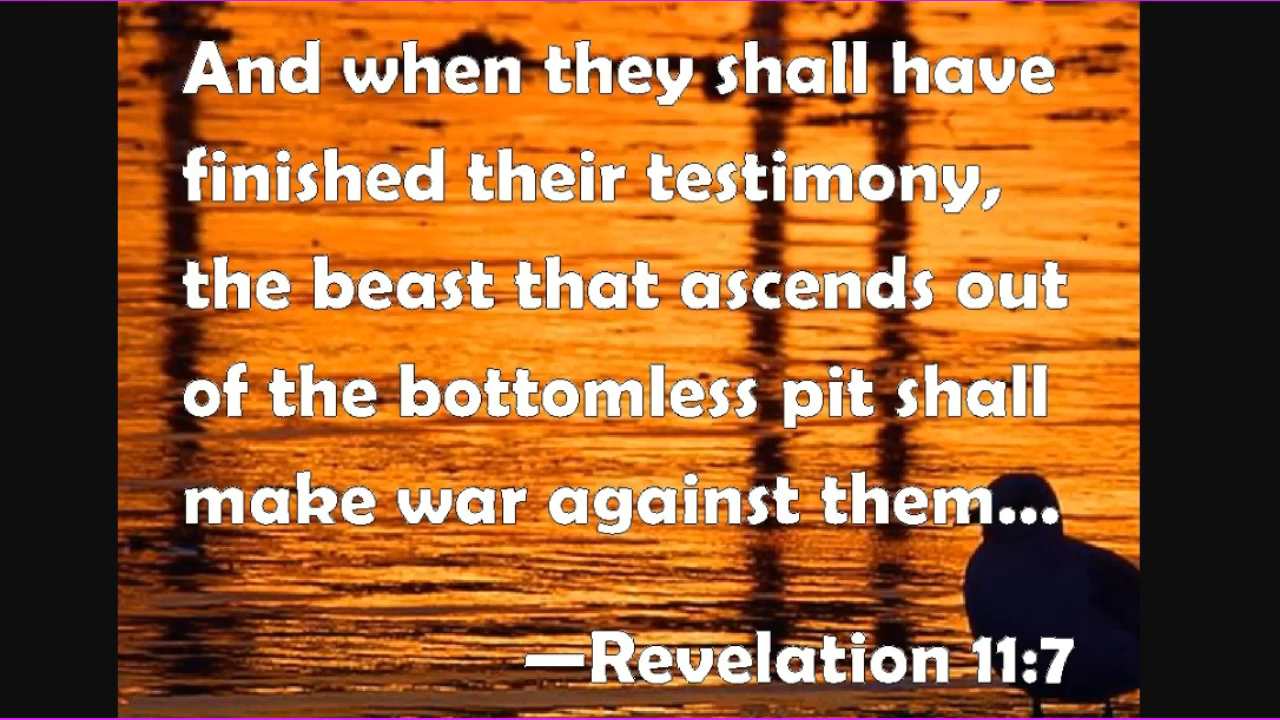 And when they shall have
finished their testimony,
the beast that ascends out
of the bottomless pit shall
make war against them...
—Revelation 11:7